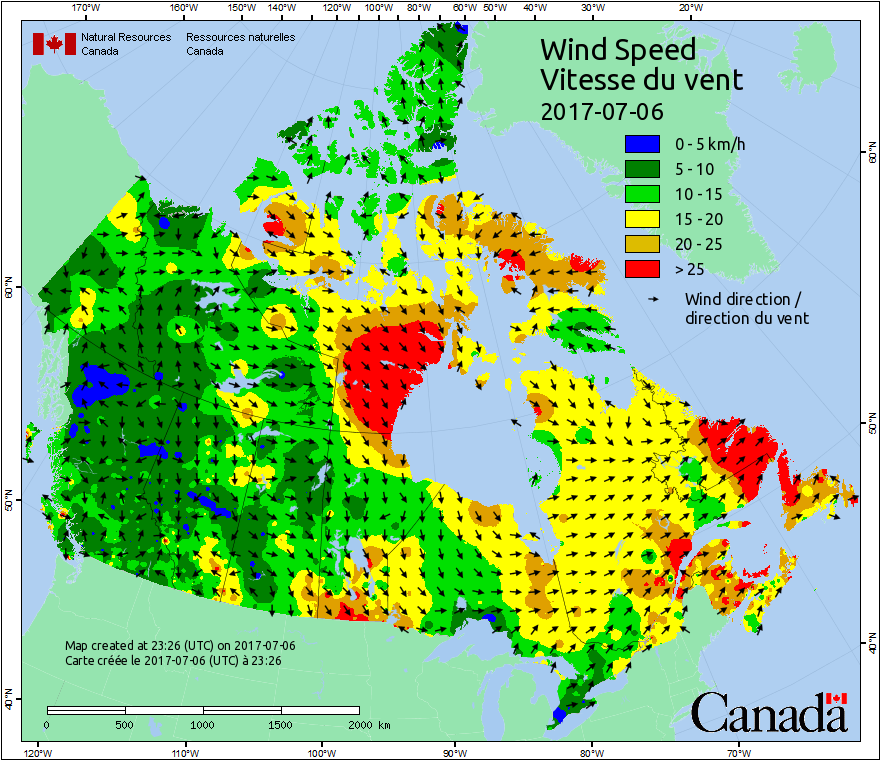 170°W 160°W 150°W 140°W 120°W 100°W 80°W 60°W 50°W 40°W 30°W 20°W
Natural Resources Ressources naturelles
Canada Canada
Wind Speed
Vitesse du vent
2017-07-06
0 - 5 km/h
5 - 10
10 - 15
15 - 20
20 - 25
> 25
Wind direction /
direction du vent
60°N
60°N
50°N
50°N
40°N
40°N
Map created at 23:26 (UTC) on 2017-07-06
Carte créée le 2017-07-06 (UTC) à 23:26
0 500 1000 1500 2000 km
Canada
120°W 110°W 100°W 90°W 80°W 70°W